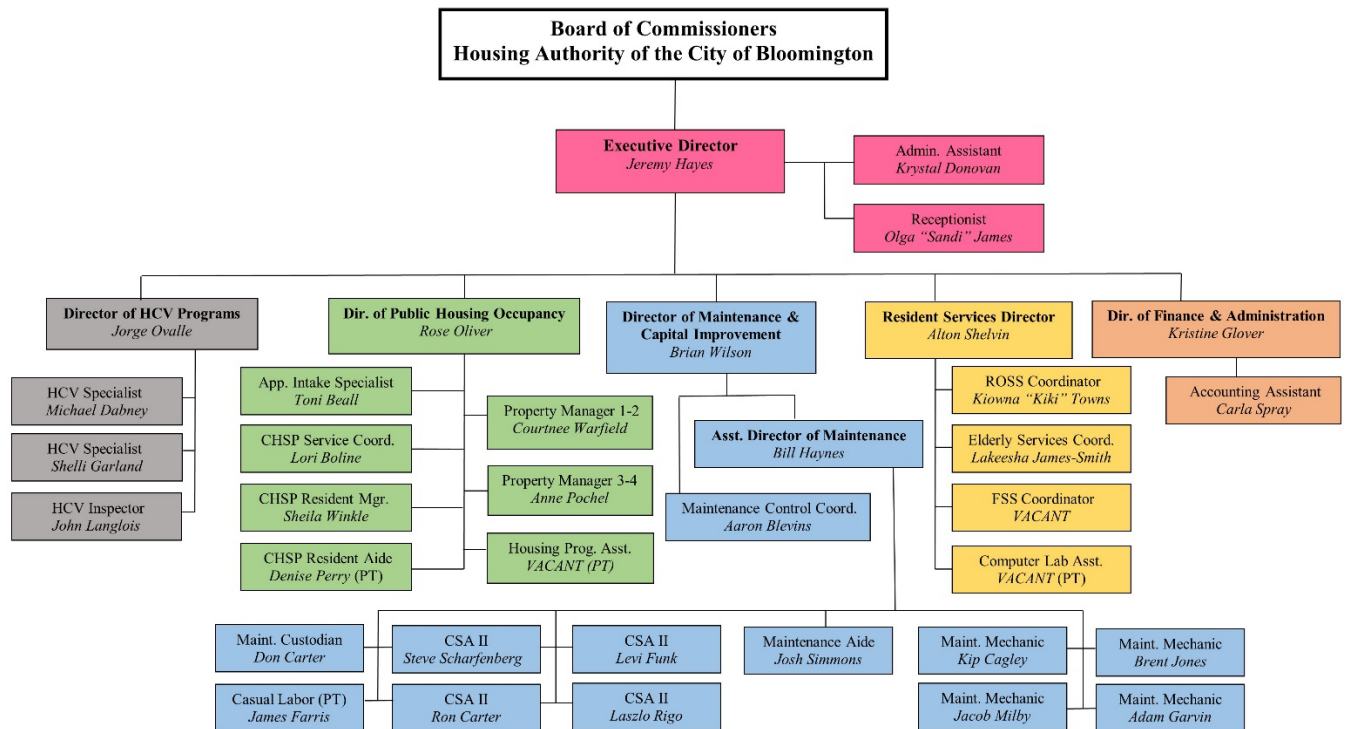 Board of Commissioners
Housing Authority of the City of Bloomington
Executive Director
Jeremy Hayes
Admin. Assistant
Krystal Donovan
Receptionist
Olga “Sandi” James
Director of HCV Programs
Jorge Ovalle
HCV Specialist
Michael Dabney
HCV Specialist
Shelli Garland
HCV Inspector
John Langlois
Dir. of Public Housing Occupancy
Rose Oliver
App. Intake Specialist
Toni Beall
CHSP Service Coord.
Lori Boline
CHSP Resident Mgr.
Sheila Winkle
CHSP Resident Aide
Denise Perry (PT)
Property Manager 1-2
Courtnee Warfield
Property Manager 3-4
Anne Pochel
Housing Prog. Asst.
VACANT (PT)
Director of Maintenance &
Capital Improvement
Brian Wilson
Asst. Director of Maintenance
Bill Haynes
Maintenance Control Coord.
Aaron Blevins
Resident Services Director
Alton Shelvin
ROSS Coordinator
Kiowna “Kiki” Towns
Elderly Services Coord.
Lakeesha James-Smith
FSS Coordinator
VACANT
Computer Lab Asst.
VACANT (PT)
Dir. of Finance & Administration
Kristine Glover
Accounting Assistant
Carla Spray
Maint. Custodian
Don Carter
CSA II
Steve Scharfenberg
CSA II
Levi Funk
Maintenance Aide
Josh Simmons
Maint. Mechanic
Kip Cagley
Maint. Mechanic
Brent Jones
Casual Labor (PT)
James Farris
CSA II
Ron Carter
CSA II
Laszlo Rigo
Maint. Mechanic
Jacob Milby
Maint. Mechanic
Adam Garvin